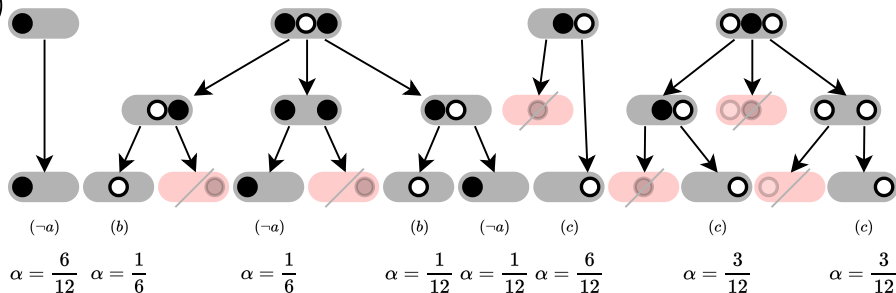 )
(¬a) (b) (¬a) (b) (¬a) (c) (c) (c)
α = 6/12 α = 1/6 α = 1/6 α = 1/12 α = 1/12 α = 6/12 α = 3/12 α = 3/12